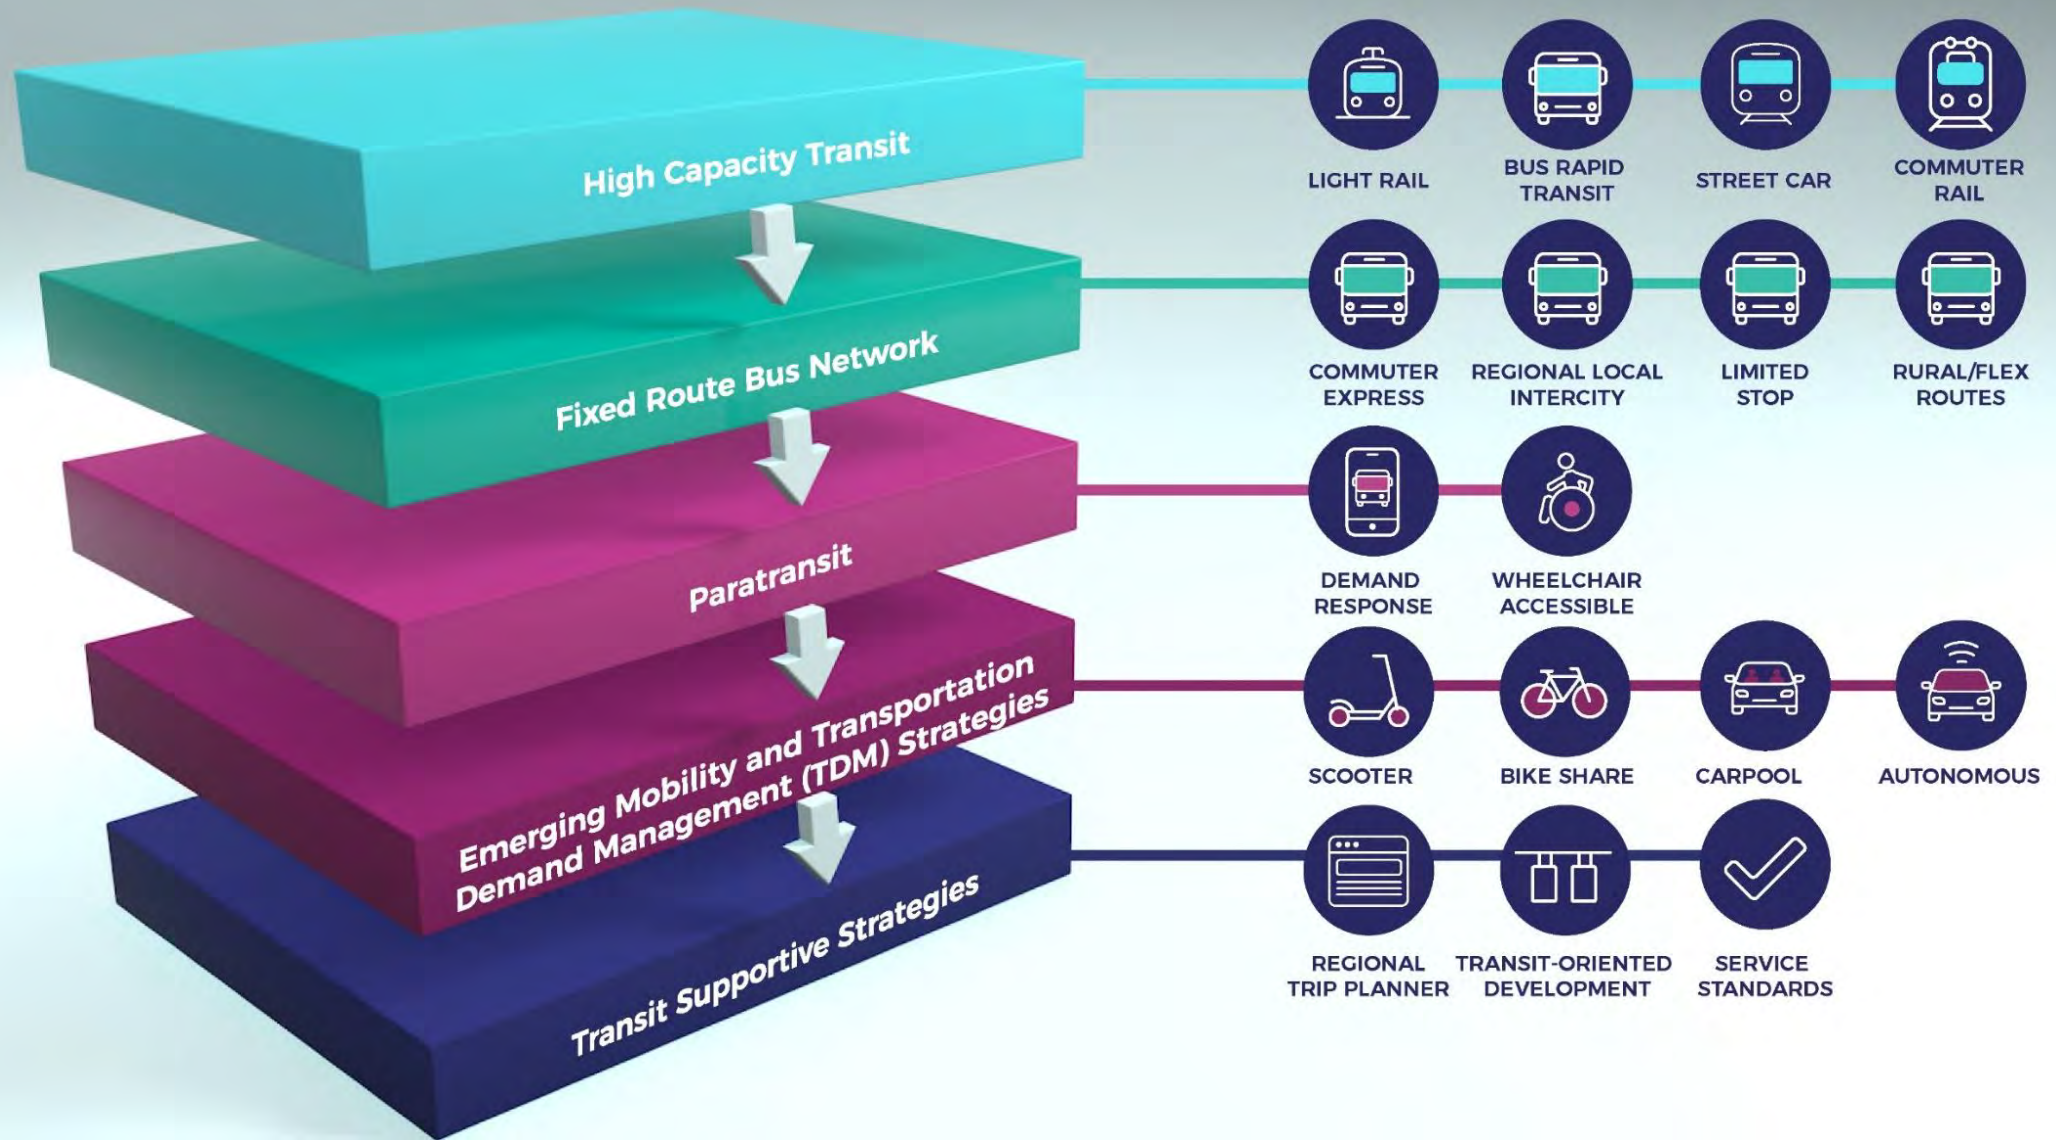 High Capacity Transit
LIGHT RAIL
BUS RAPID
TRANSIT
STREET CAR
COMMUTER
RAIL
Fixed Route Bus Network
COMMUTER
EXPRESS
REGIONAL LOCAL
INTERCITY
LIMITED
STOP
RURAL/FLEX
ROUTES
Paratransit
DEMAND
RESPONSE
WHEELCHAIR
ACCESSIBLE
Emerging Mobility and Transportation
Demand Management (TDM) Strategies
SCOOTER
BIKE SHARE
CARPOOL
AUTONOMOUS
Transit Supportive Strategies
REGIONAL
TRIP PLANNER
TRANSIT-ORIENTED
DEVELOPMENT
SERVICE
STANDARDS